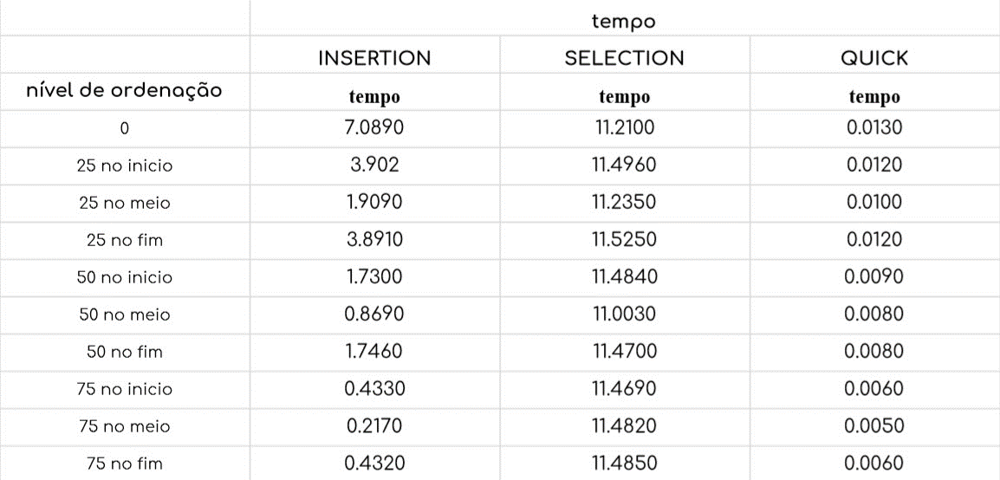 tempo
INSERTION SELECTION QUICK
nível de ordenação tempo tempo tempo
0 7.0890 11.2100 0.0130
25 no inicio 3.902 11.4960 0.0120
25 no meio 1.9090 11.2350 0.0100
25 no fim 3.8910 11.5250 0.0120
50 no inicio 1.7300 11.4840 0.0090
50 no meio 0.8690 11.0030 0.0080
50 no fim 1.7460 11.4700 0.0080
75 no inicio 0.4330 11.4690 0.0060
75 no meio 0.2170 11.4820 0.0050
75 no fim 0.4320 11.4850 0.0060